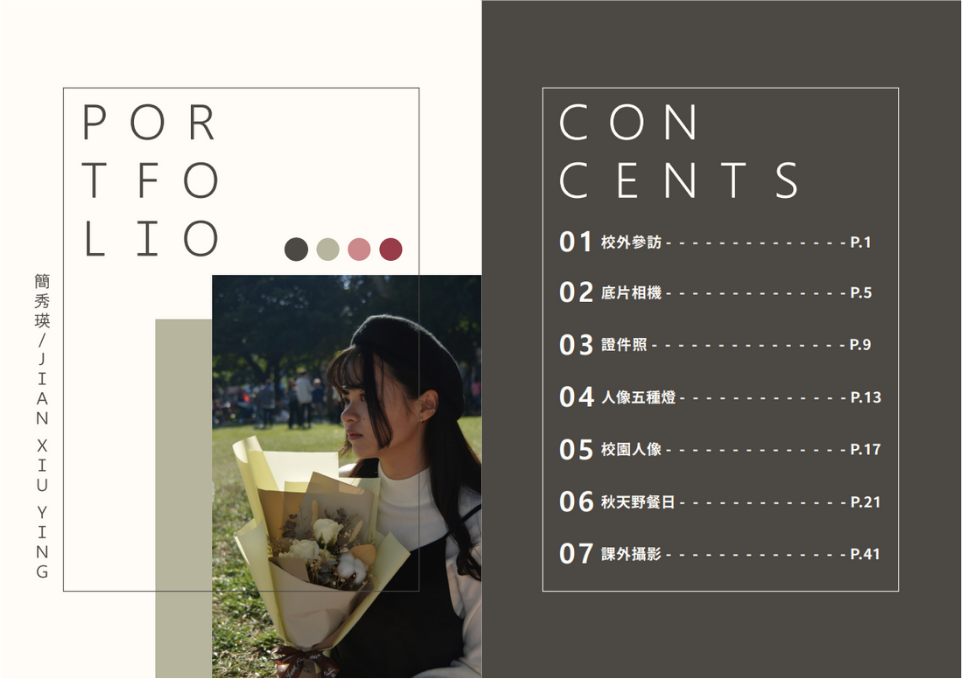 POR
TFO
LIO
簡秀瑛/JIAN XIU YING
CON
CENTS
01 校外參訪 - - - - - - - - - - - - - - P.1
02 底片相機 - - - - - - - - - - - - - - P.5
03 證件照 - - - - - - - - - - - - - - - P.9
04 人像五種燈 - - - - - - - - - - - - - P.13
05 校園人像 - - - - - - - - - - - - - - P.17
06 秋天野餐日 - - - - - - - - - - - - - P.21
07 課外攝影 - - - - - - - - - - - - - - P.41